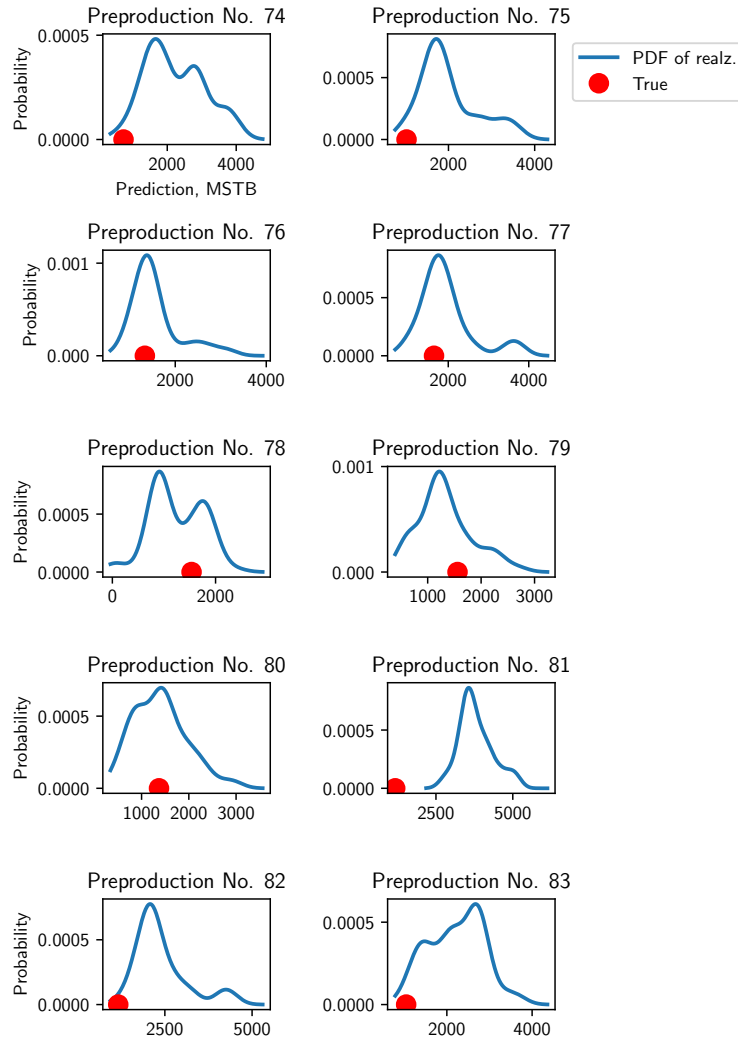 Preproduction No. 74
Preproduction No. 75
0.0005
0.0000
Probability
2000 4000
Prediction, MSTB
0.0005
0.0000
2000 4000
PDF of realz.
True
Preproduction No. 76
Preproduction No. 77
0.001
0.000
Probability
2000 4000
0.0005
0.0000
2000 4000
Preproduction No. 78
Preproduction No. 79
0.0005
0.0000
Probability
0 2000
0.001
0.000
1000 2000 3000
Preproduction No. 80
Preproduction No. 81
0.0005
0.0000
Probability
1000 2000 3000
0.0005
0.0000
2500 5000
Preproduction No. 82
Preproduction No. 83
0.0005
0.0000
Probability
2500 5000
0.0005
0.0000
2000 4000